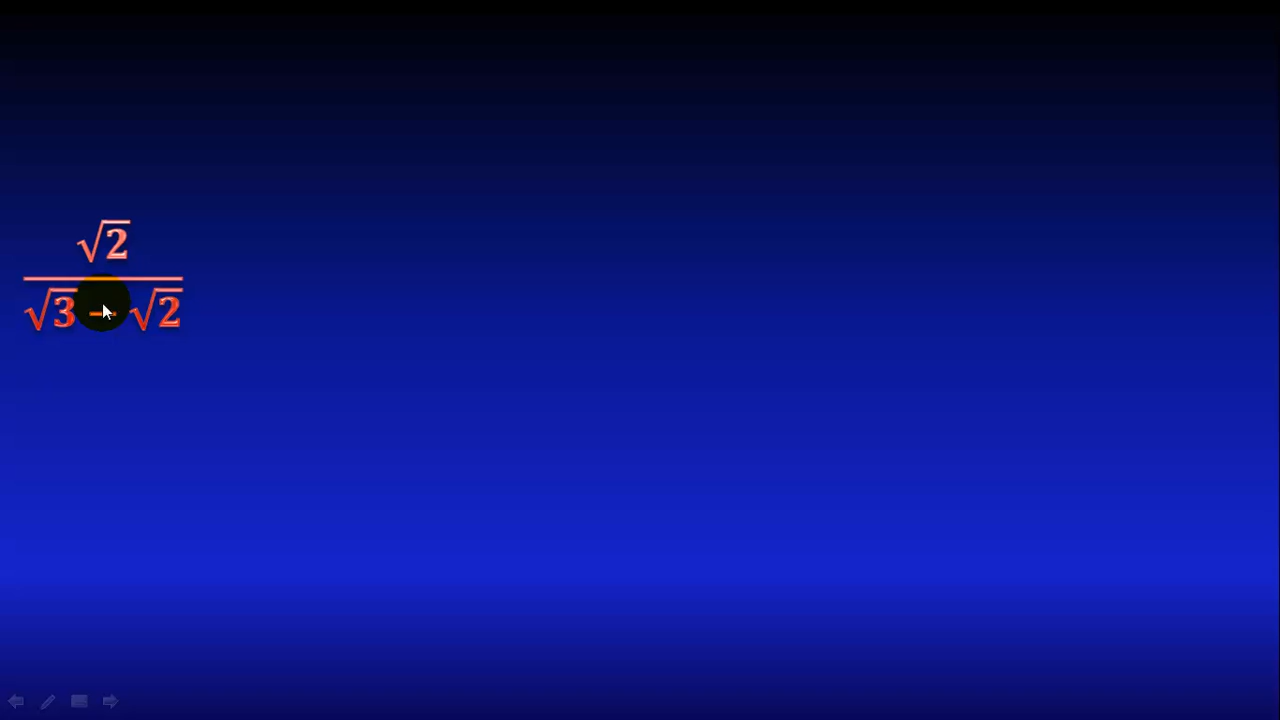 √2
√3 – √2